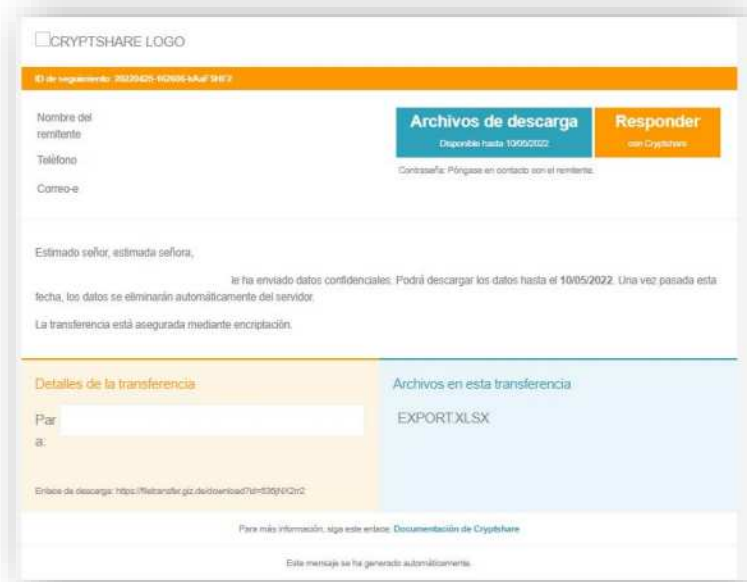 CRYPTSHARE LOGO
ID de seguimiento:
Nombre del
remitente
Teléfono
Correo-e
Archivos de descarga
Disponible hasta 10/05/2022
Responder
con Cryptshare
Contraseña: Póngase en contacto con el remitente.
Estimado señor, estimada señora,
le ha enviado datos confidenciales. Podrá descargar los datos hasta el 10/05/2022. Una vez pasada esta
fecha, los datos se eliminarán automáticamente del servidor.
La transferencia está asegurada mediante encriptación.
Detalles de la transferencia
Par
a:
Enlace de descarga:
Archivos en esta transferencia
EXPORT.XLSX
Para más información, siga este enlace: Documentación de Cryptshare
Este mensaje se ha generado automáticamente.